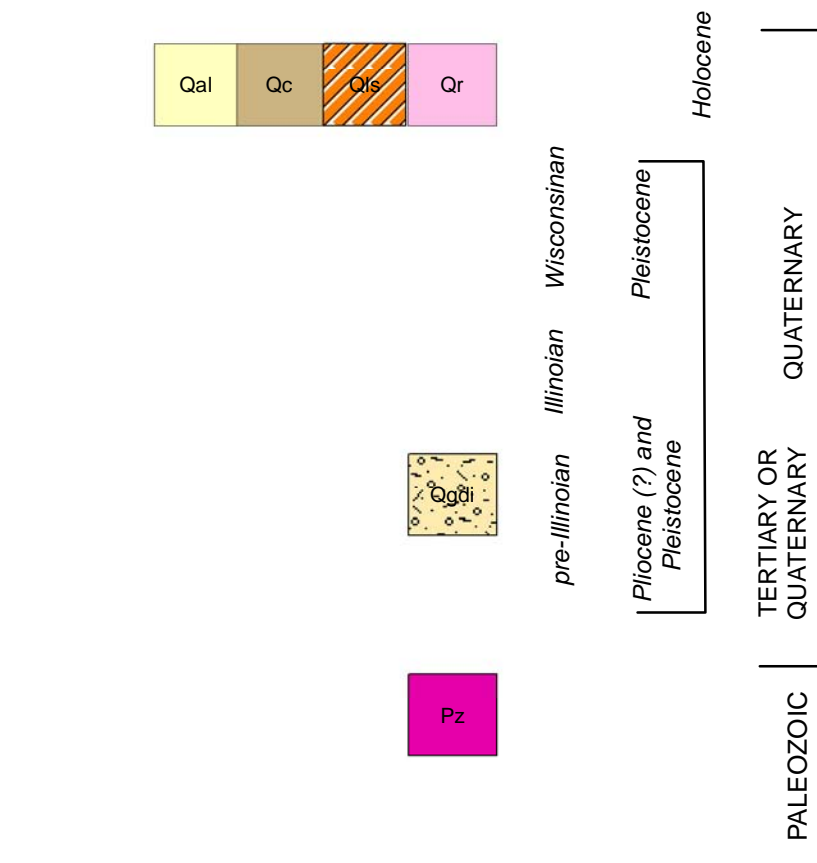 Qal
Qc
Qls
Qr
Holocene
Wisconsinan
Pleistocene
QUATERNARY
Illinoian
Qgdi
pre-Illinoian
Pliocene (?) and
Pleistocene
TERTIARY OR
QUATERNARY
Pz
PALEOZOIC